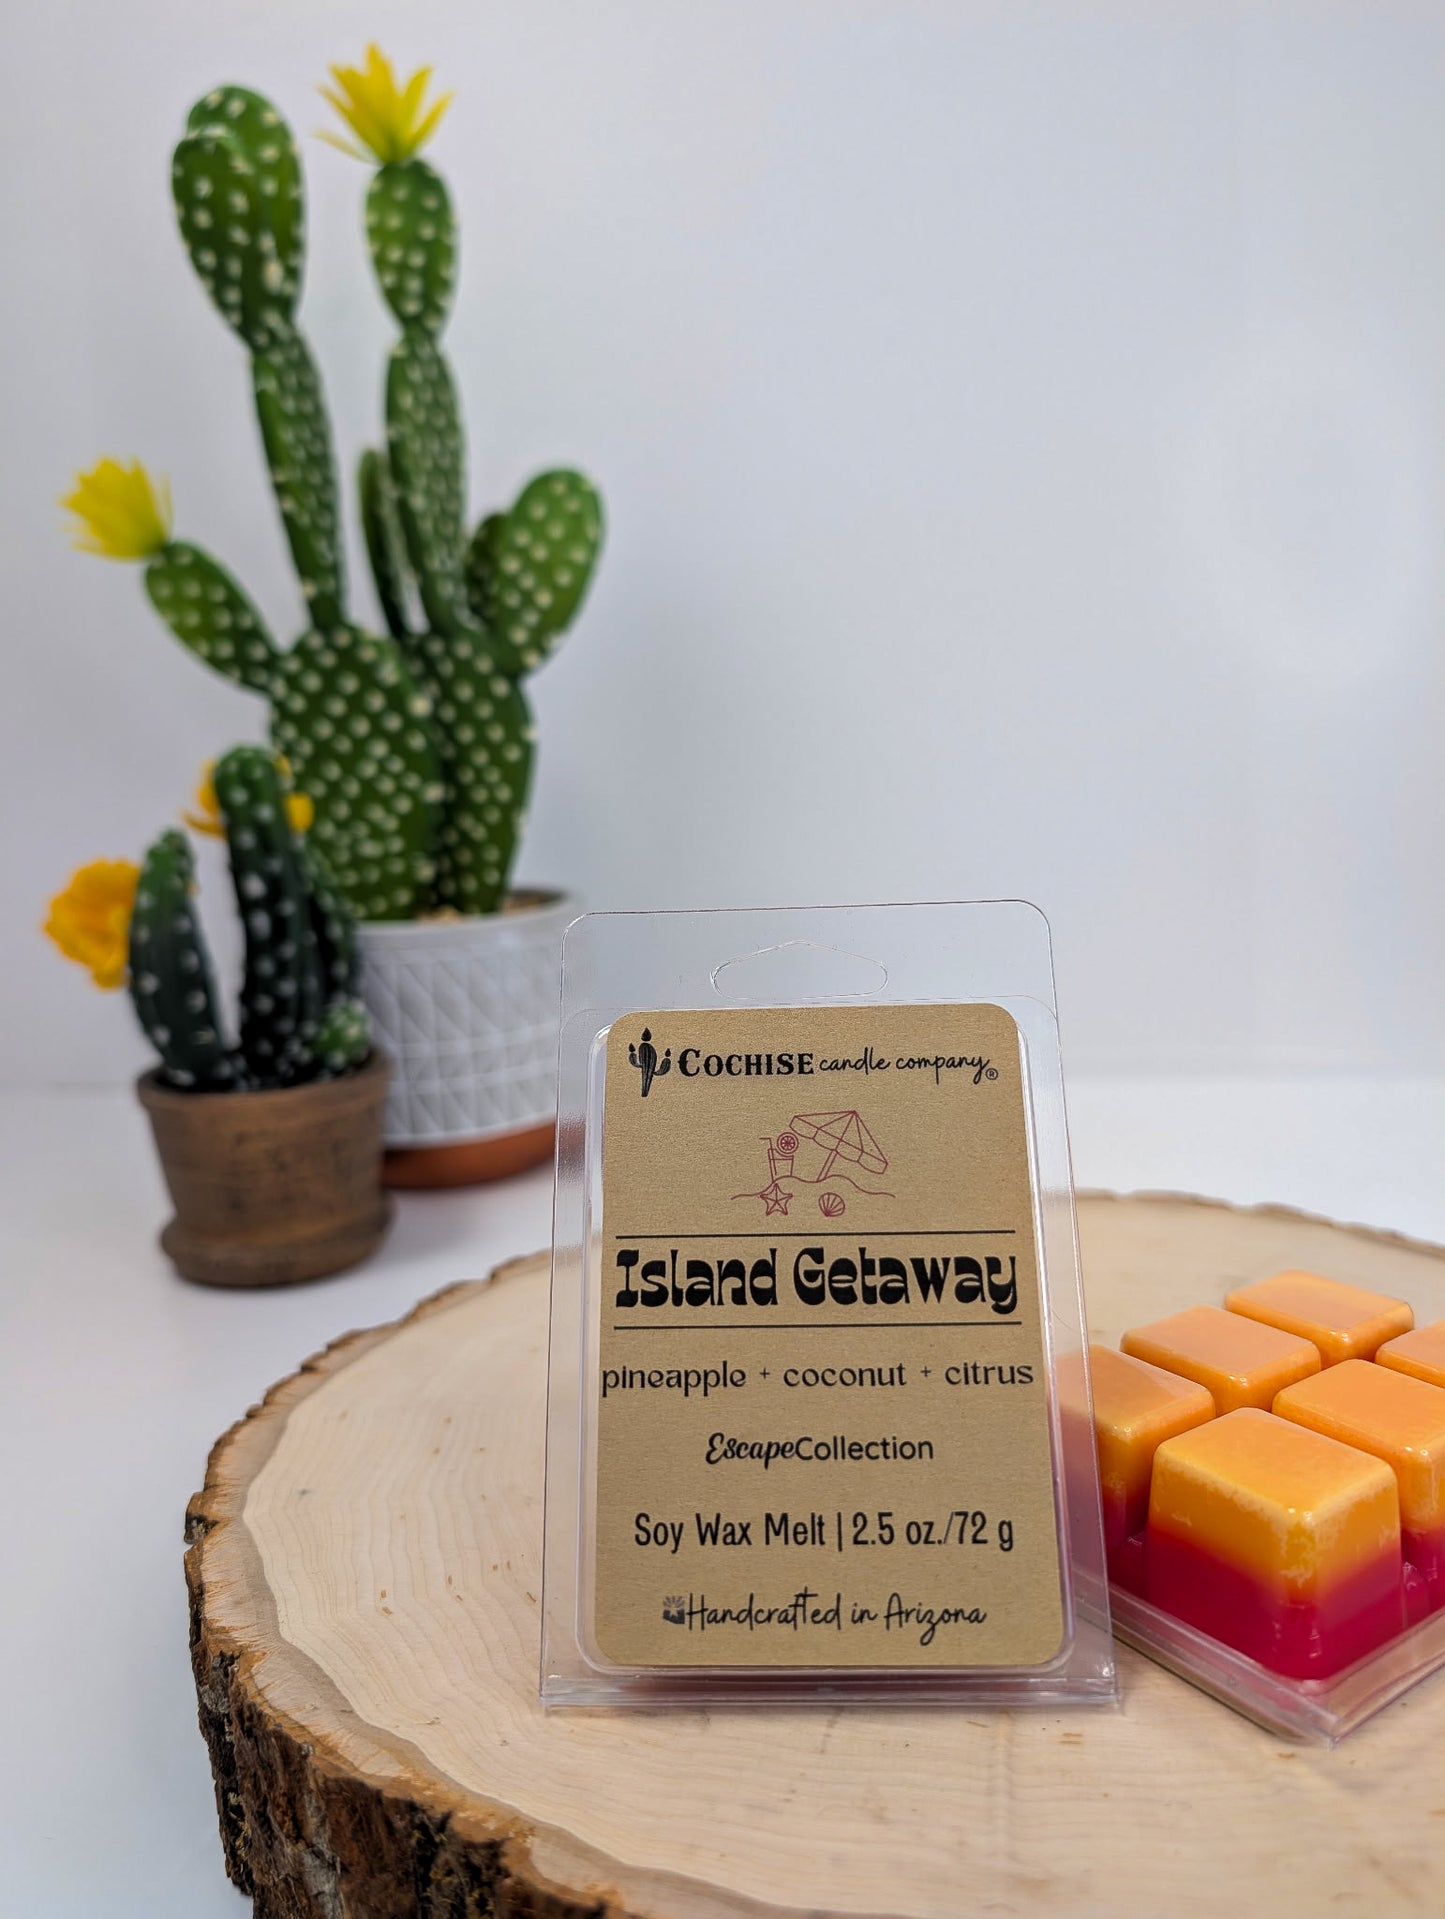 COCHISE candle company®
Island Getaway
pineapple + coconut + citrus
EscapeCollection
Soy Wax Melt | 2.5 oz./72 g
Handcrafted in Arizona